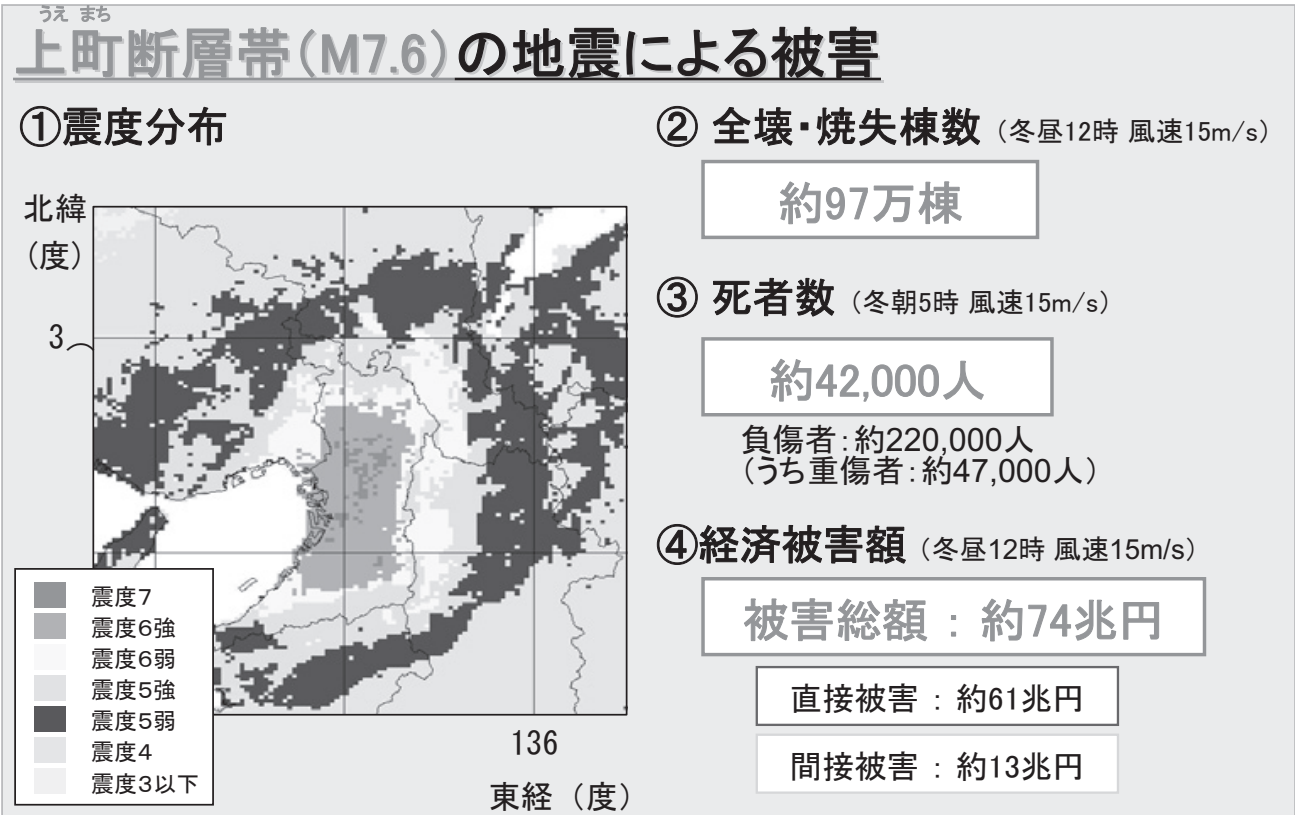 うえ まち
上町断層帯(M7.6)の地震による被害
①震度分布
北緯
(度)
3
震度7
震度6強
震度6弱
震度5強
震度5弱
震度4
震度3以下
136
東経 (度)
② 全壊・焼失棟数 (冬昼12時 風速15m/s)
約97万棟
③ 死者数 (冬朝5時 風速15m/s)
約42,000人
負傷者：約220,000人
(うち重傷者：約47,000人)
④経済被害額 (冬昼12時 風速15m/s)
被害総額 ： 約74兆円
直接被害 ： 約61兆円
間接被害 ： 約13兆円